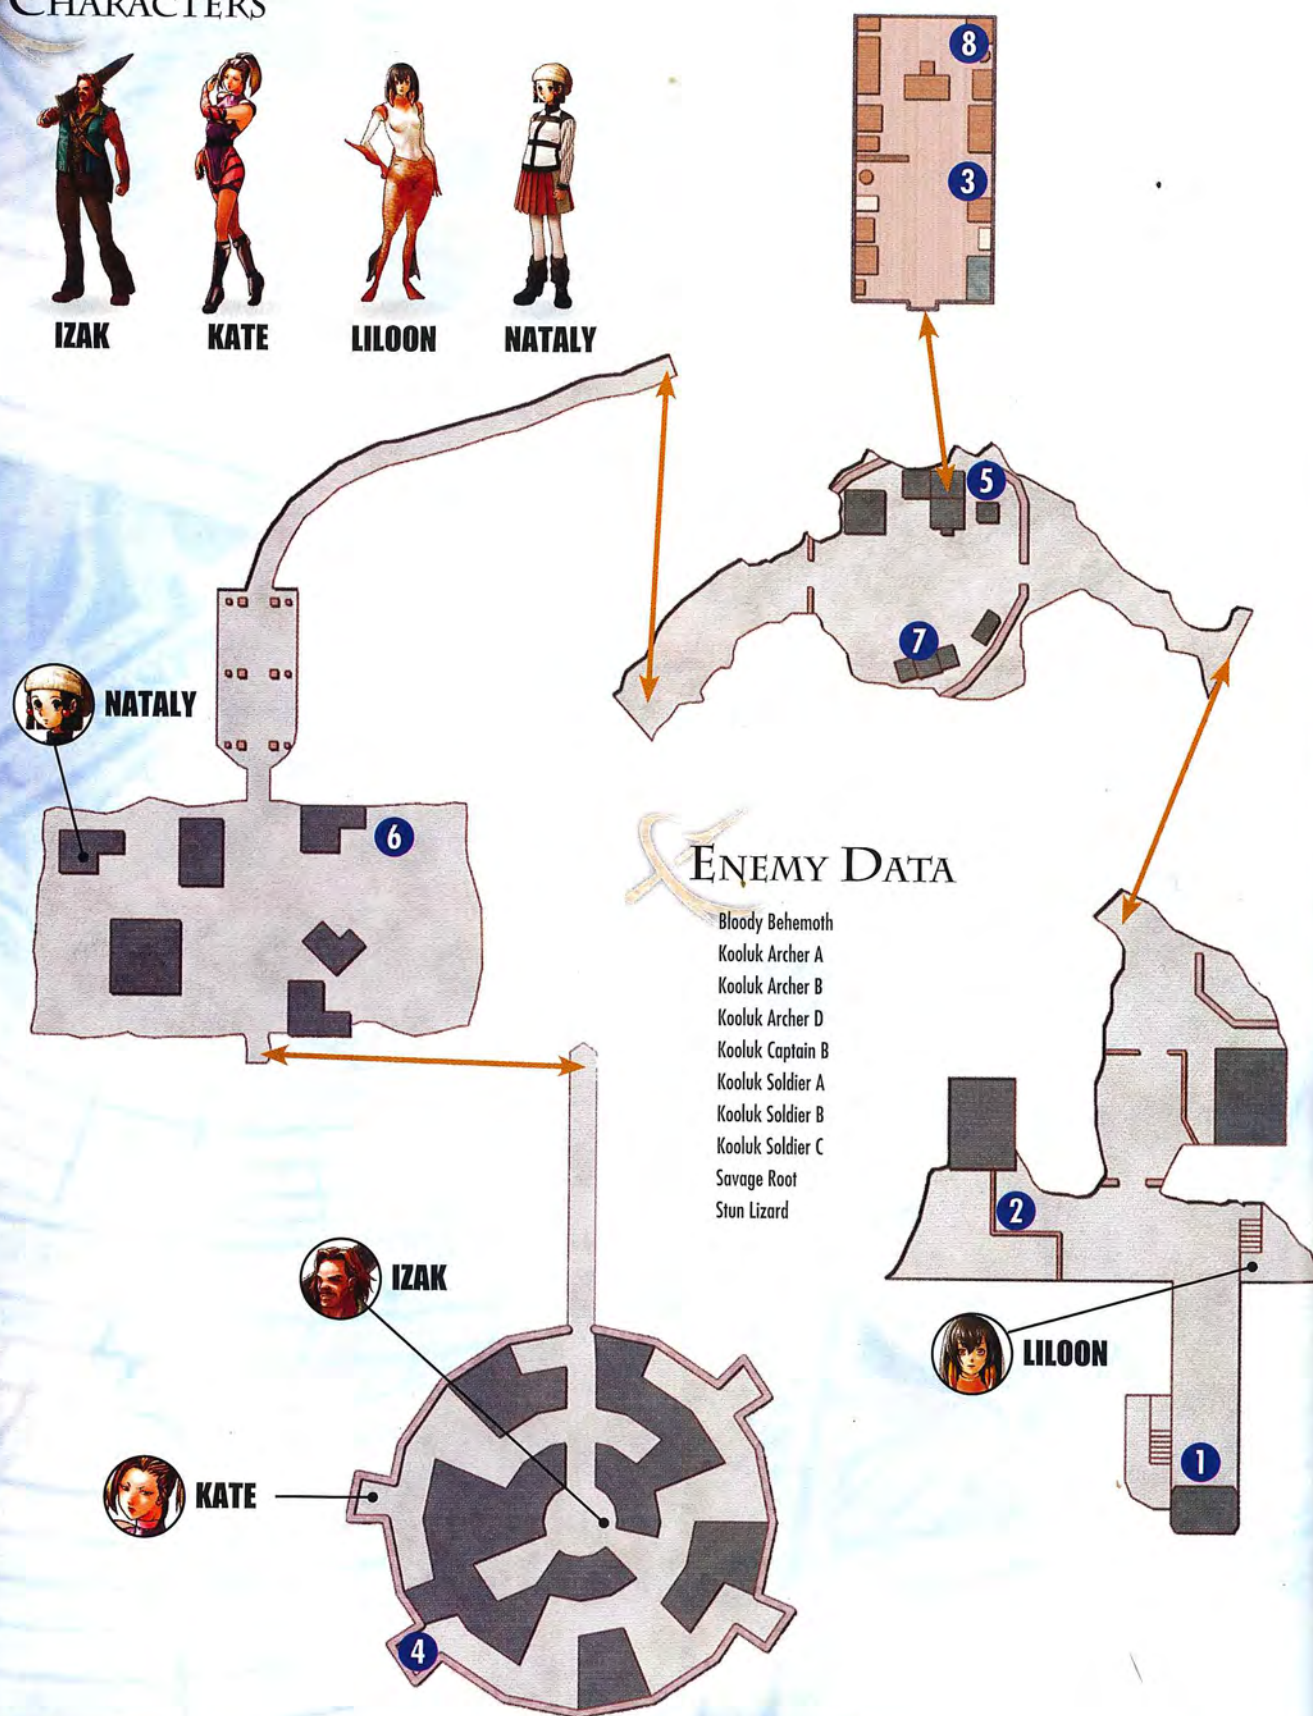 CHARACTERS
IZAK
KATE
LILOON
NATALY
8
3
5
7
NATALY
6
ENEMY DATA
Bloody Behemoth
Kooluk Archer A
Kooluk Archer B
Kooluk Archer D
Kooluk Captain B
Kooluk Soldier A
Kooluk Soldier B
Kooluk Soldier C
Savage Root
Stun Lizard
2
IZAK
LILOON
1
KATE
4